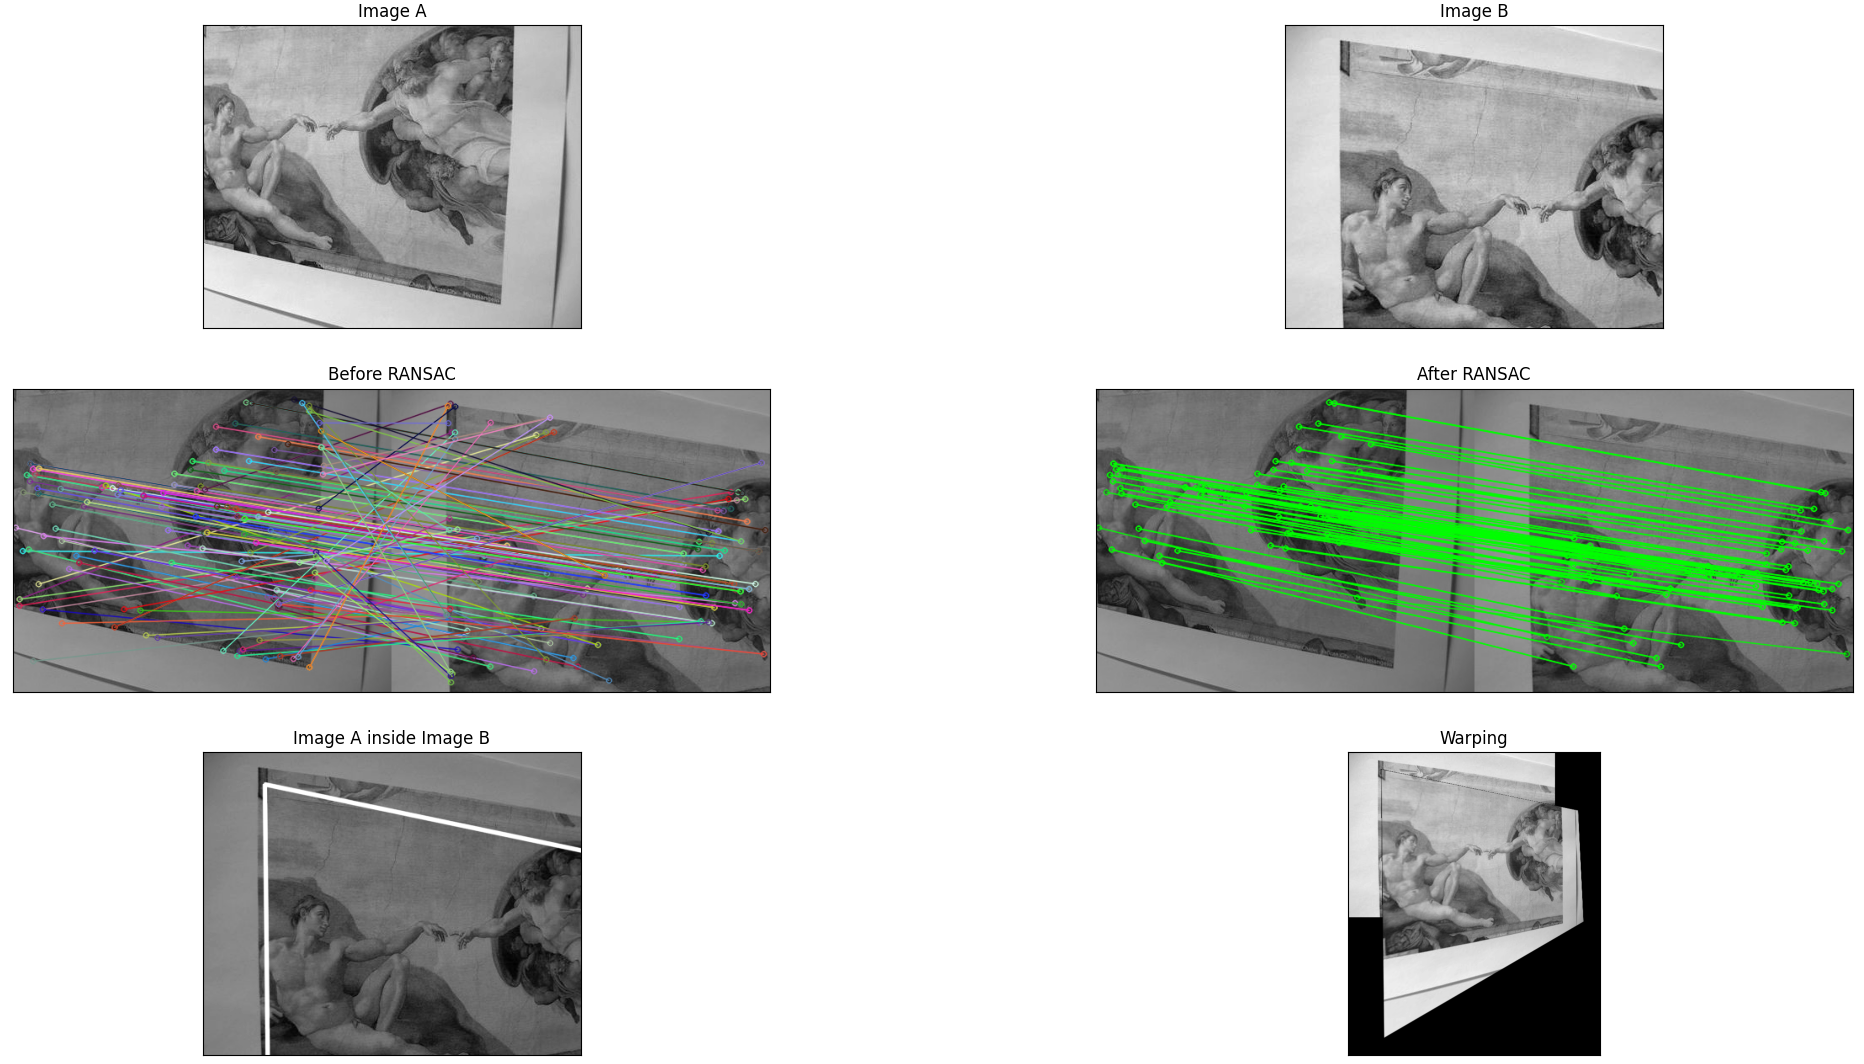 Image A
Image B
Before RANSAC
After RANSAC
Image A inside Image B
Warping